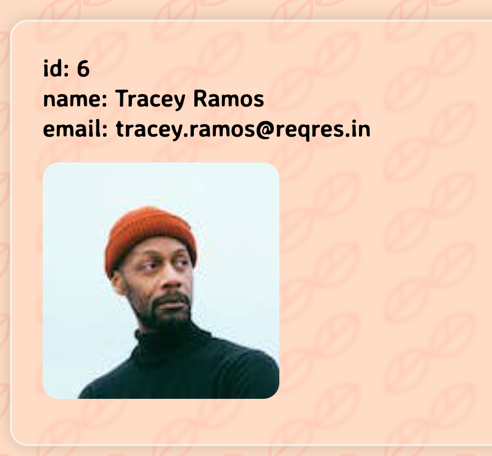 id: 6
name: Tracey Ramos
email: tracey.ramos@reqres.in